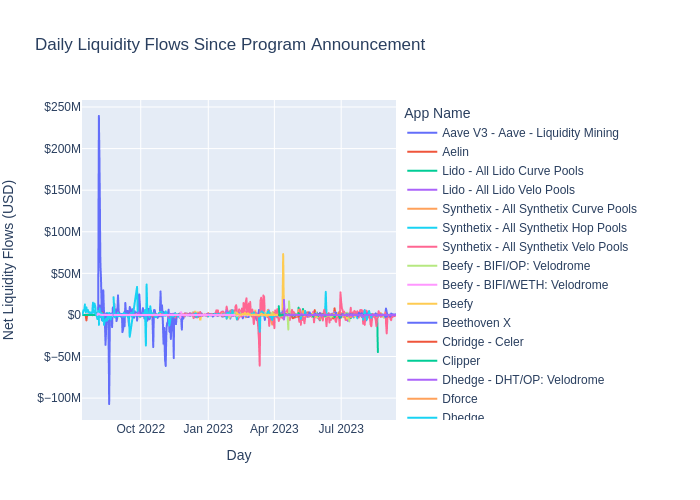 Daily Liquidity Flows Since Program Announcement
$250M
$200M
$150M
$100M
$50M
$0
$−50M
$−100M
Net Liquidity Flows (USD)
Oct 2022
Jan 2023
Apr 2023
Jul 2023
Day
App Name
Aave V3 - Aave - Liquidity Mining
Aelin
Lido - All Lido Curve Pools
Lido - All Lido Velo Pools
Synthetix - All Synthetix Curve Pools
Synthetix - All Synthetix Hop Pools
Synthetix - All Synthetix Velo Pools
Beefy - BIFI/OP: Velodrome
Beefy - BIFI/WETH: Velodrome
Beefy
Beethoven X
Cbridge - Celer
Clipper
Dhedge - DHT/OP: Velodrome
Dforce
Dhedge